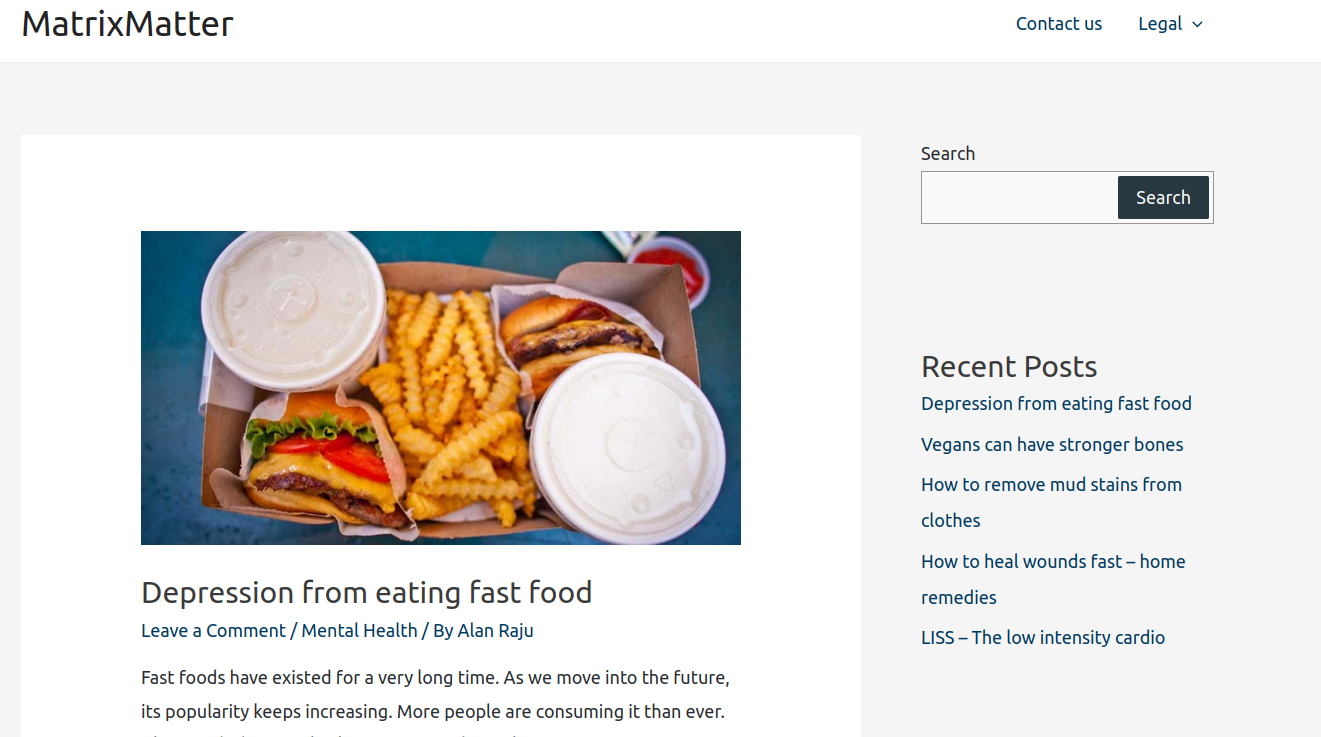 MatrixMatter
Contact us
Legal
Depression from eating fast food
Leave a Comment / Mental Health / By Alan Raju
Fast foods have existed for a very long time. As we move into the future,
its popularity keeps increasing. More people are consuming it than ever.
Search
Search
Recent Posts
Depression from eating fast food
Vegans can have stronger bones
How to remove mud stains from
clothes
How to heal wounds fast – home
remedies
LISS – The low intensity cardio